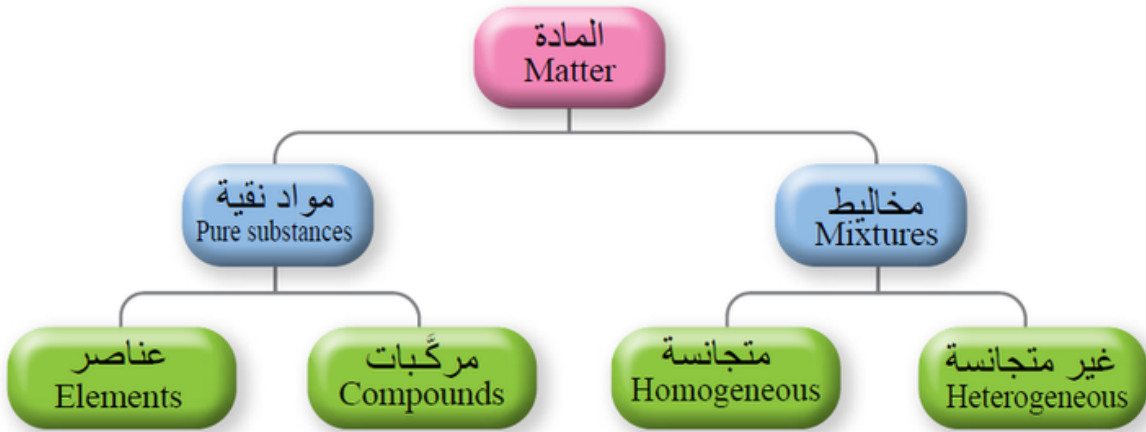 المادة
Matter
مواد نقية
Pure substances
مخاليط
Mixtures
عناصر
Elements
مركَّبات
Compounds
متجانسة
Homogeneous
غير متجانسة
Heterogeneous